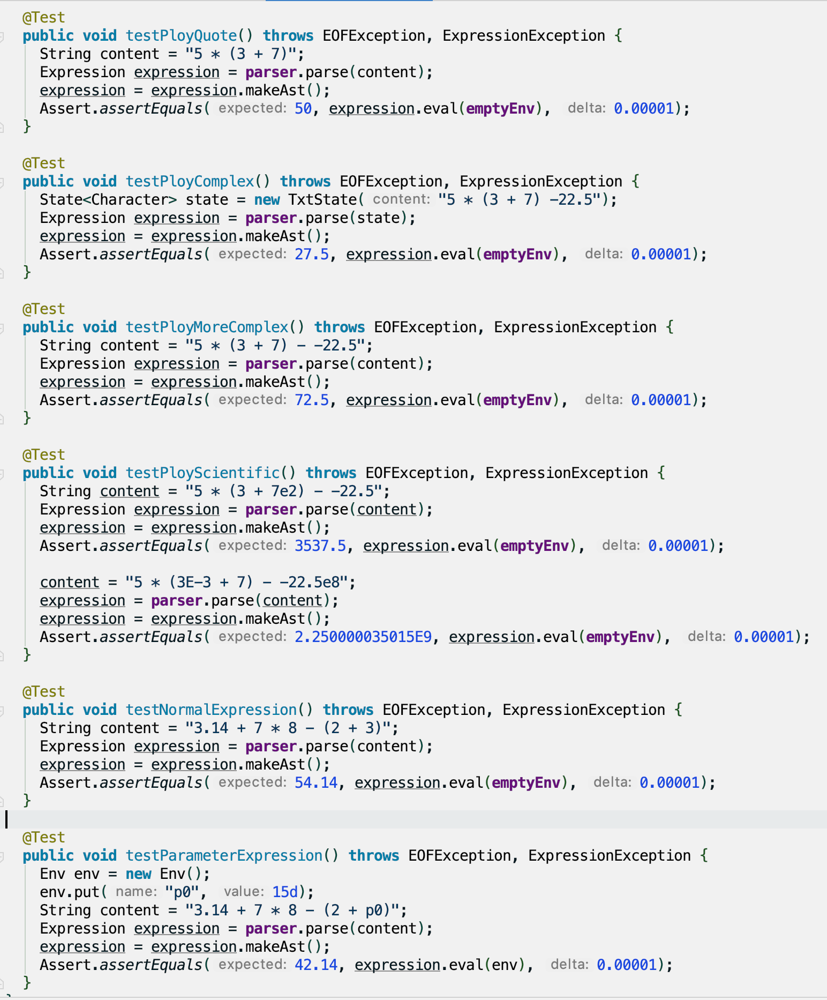 @Test
public void testPloyQuote() throws EOFException, ExpressionException {
String content = "5 * (3 + 7)";
Expression expression = parser.parse(content);
expression = expression.makeAst();
Assert.assertEquals( expected: 50, expression.eval(emptyEnv), delta: 0.00001);
}
@Test
public void testPloyComplex() throws EOFException, ExpressionException {
State<Character> state = new TxtState( content: "5 * (3 + 7) -22.5");
Expression expression = parser.parse(state);
expression = expression.makeAst();
Assert.assertEquals( expected: 27.5, expression.eval(emptyEnv), delta: 0.00001);
}
@Test
public void testPloyMoreComplex() throws EOFException, ExpressionException {
String content = "5 * (3 + 7) - -22.5";
Expression expression = parser.parse(content);
expression = expression.makeAst();
Assert.assertEquals( expected: 72.5, expression.eval(emptyEnv), delta: 0.00001);
}
@Test
public void testPloyScientific() throws EOFException, ExpressionException {
String content = "5 * (3 + 7e2) - -22.5";
Expression expression = parser.parse(content);
expression = expression.makeAst();
Assert.assertEquals( expected: 3537.5, expression.eval(emptyEnv), delta: 0.00001);
content = "5 * (3E-3 + 7) - -22.5e8";
expression = parser.parse(content);
expression = expression.makeAst();
Assert.assertEquals( expected: 2.250000035015E9, expression.eval(emptyEnv), delta: 0.00001);
}
@Test
public void testNormalExpression() throws EOFException, ExpressionException {
String content = "3.14 + 7 * 8 - (2 + 3)";
Expression expression = parser.parse(content);
expression = expression.makeAst();
Assert.assertEquals( expected: 54.14, expression.eval(emptyEnv), delta: 0.00001);
}
@Test
public void testParameterExpression() throws EOFException, ExpressionException {
Env env = new Env();
env.put( name: "p0", value: 15d);
String content = "3.14 + 7 * 8 - (2 + p0)";
Expression expression = parser.parse(content);
expression = expression.makeAst();
Assert.assertEquals( expected: 42.14, expression.eval(env), delta: 0.00001);
}